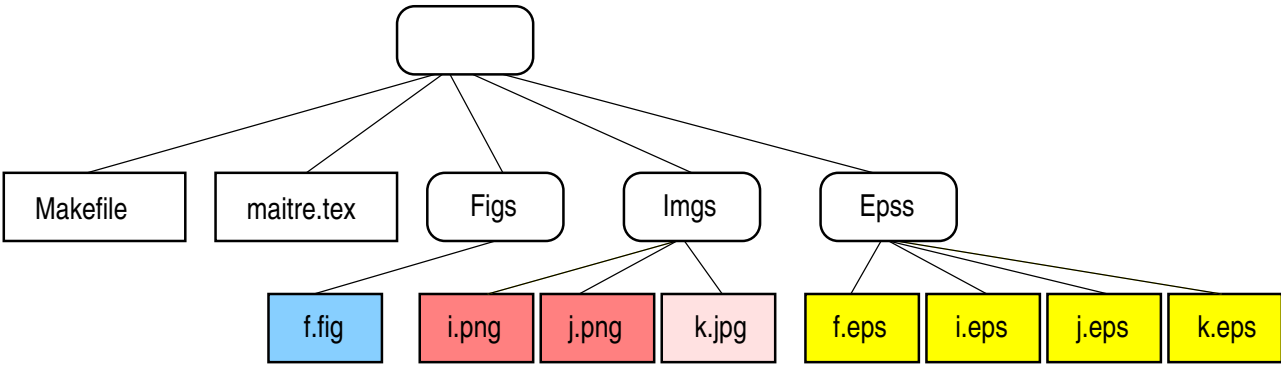 Makefile
maitre.tex
Figs
Imgs
Epss
f.fig
i.png
j.png
k.jpg
f.eps
i.eps
j.eps
k.eps